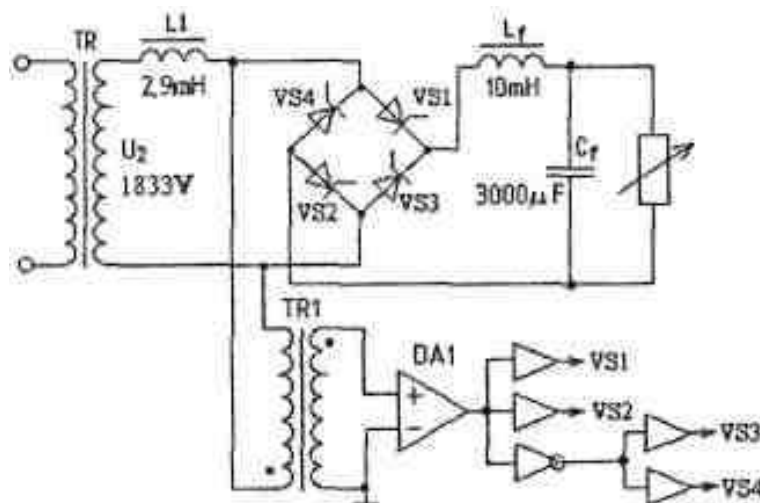 L1
TR
2,9mH
U2
1833V
VS4
VS1
VS2
VS3
Lf
10mH
Cf
3000µF
TR1
DA1
+
−
VS1
VS2
VS3
VS4